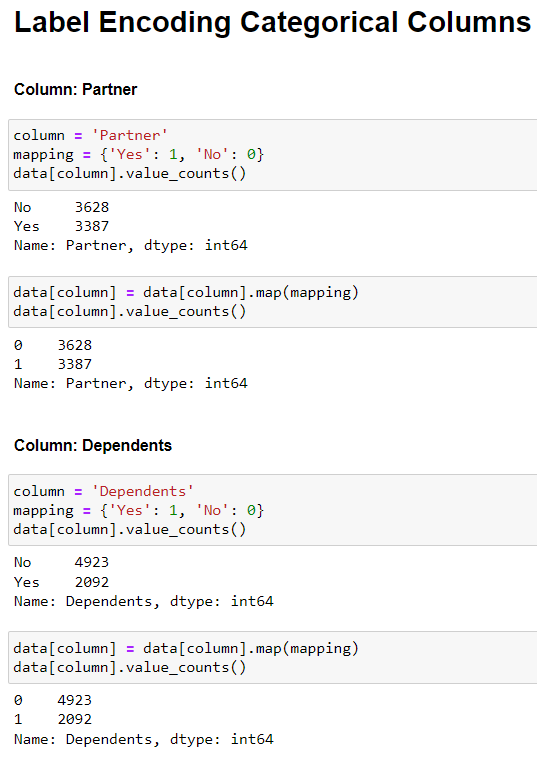 Label Encoding Categorical Columns
Column: Partner
column = 'Partner'
mapping = {'Yes': 1, 'No': 0}
data[column].value_counts()
No     3628
Yes    3387
Name: Partner, dtype: int64
data[column] = data[column].map(mapping)
data[column].value_counts()
0    3628
1    3387
Name: Partner, dtype: int64
Column: Dependents
column = 'Dependents'
mapping = {'Yes': 1, 'No': 0}
data[column].value_counts()
No     4923
Yes    2092
Name: Dependents, dtype: int64
data[column] = data[column].map(mapping)
data[column].value_counts()
0    4923
1    2092
Name: Dependents, dtype: int64